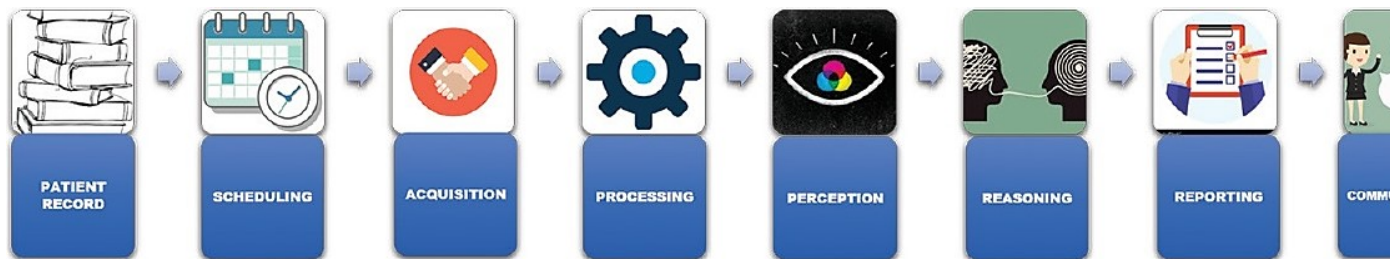 PATIENT
RECORD
SCHEDULING
ACQUISITION
PROCESSING
PERCEPTION
REASONING
REPORTING